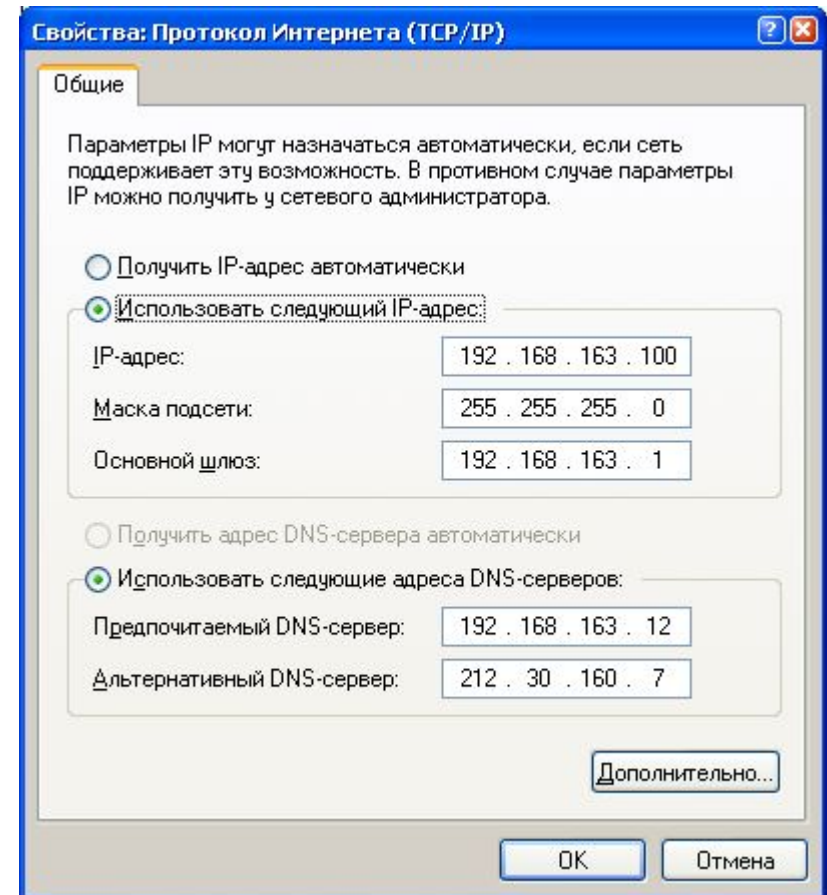 Свойства: Протокол Интернета (TCP/IP)
Общие
Параметры IP могут назначаться автоматически, если сеть
поддерживает эту возможность. В противном случае параметры
IP можно получить у сетевого администратора.
Получить IP-адрес автоматически
Использовать следующий IP-адрес:
IP-адрес: 192 . 168 . 163 . 100
Маска подсети: 255 . 255 . 255 . 0
Основной шлюз: 192 . 168 . 163 . 1
Получить адрес DNS-сервера автоматически
Использовать следующие адреса DNS-серверов:
Предпочитаемый DNS-сервер: 192 . 168 . 163 . 12
Альтернативный DNS-сервер: 212 . 30 . 160 . 7
Дополнительно...
OK Отмена